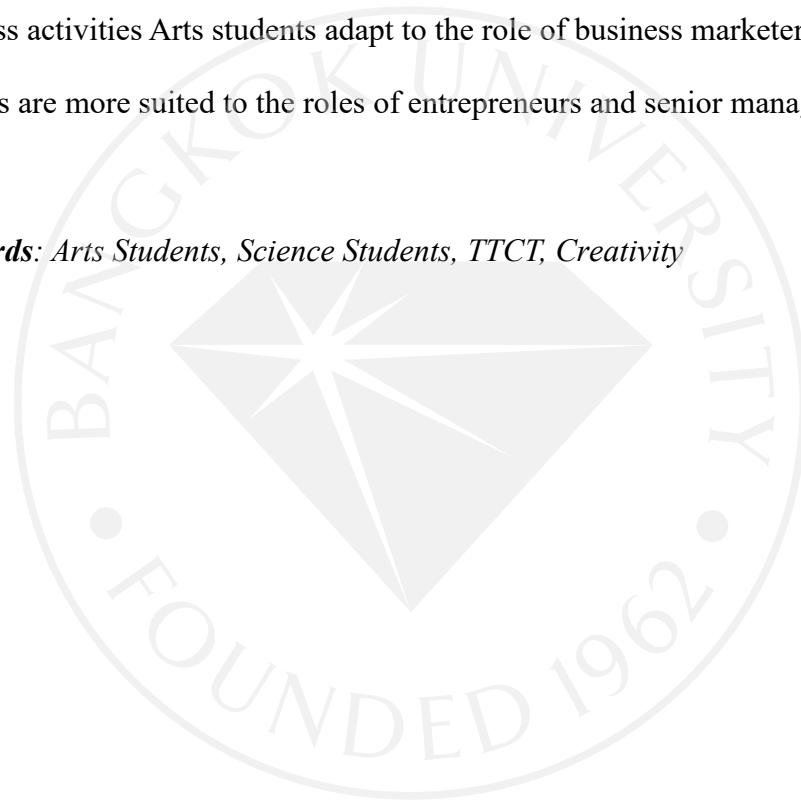 ss activities Arts students adapt to the role of business marketer
s are more suited to the roles of entrepreneurs and senior mana
rds: Arts Students, Science Students, TTCT, Creativity
BANGKOK UNIVERSITY
FOUNDED 1962